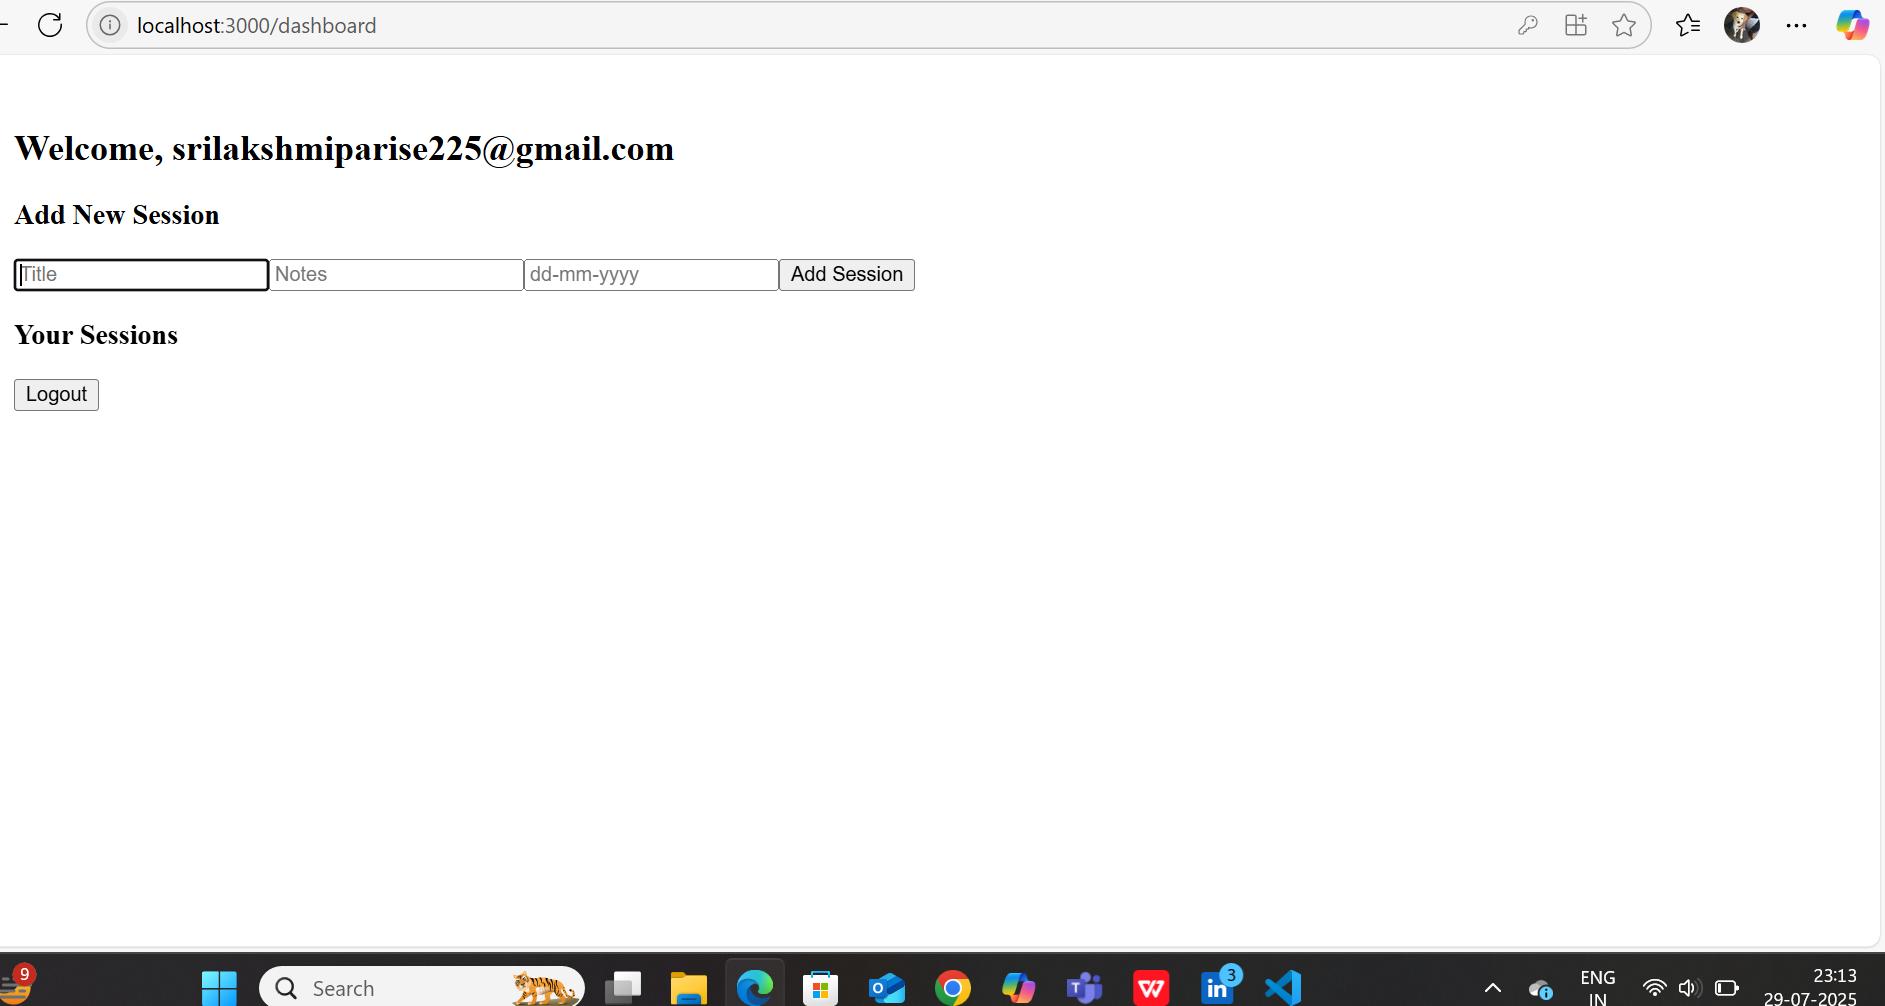 localhost:3000/dashboard
Welcome, srilakshmiparise225@gmail.com
Add New Session
Title Notes dd-mm-yyyy Add Session
Your Sessions
Logout
9 Search 3 ENG 23:13
IN 29-07-2025